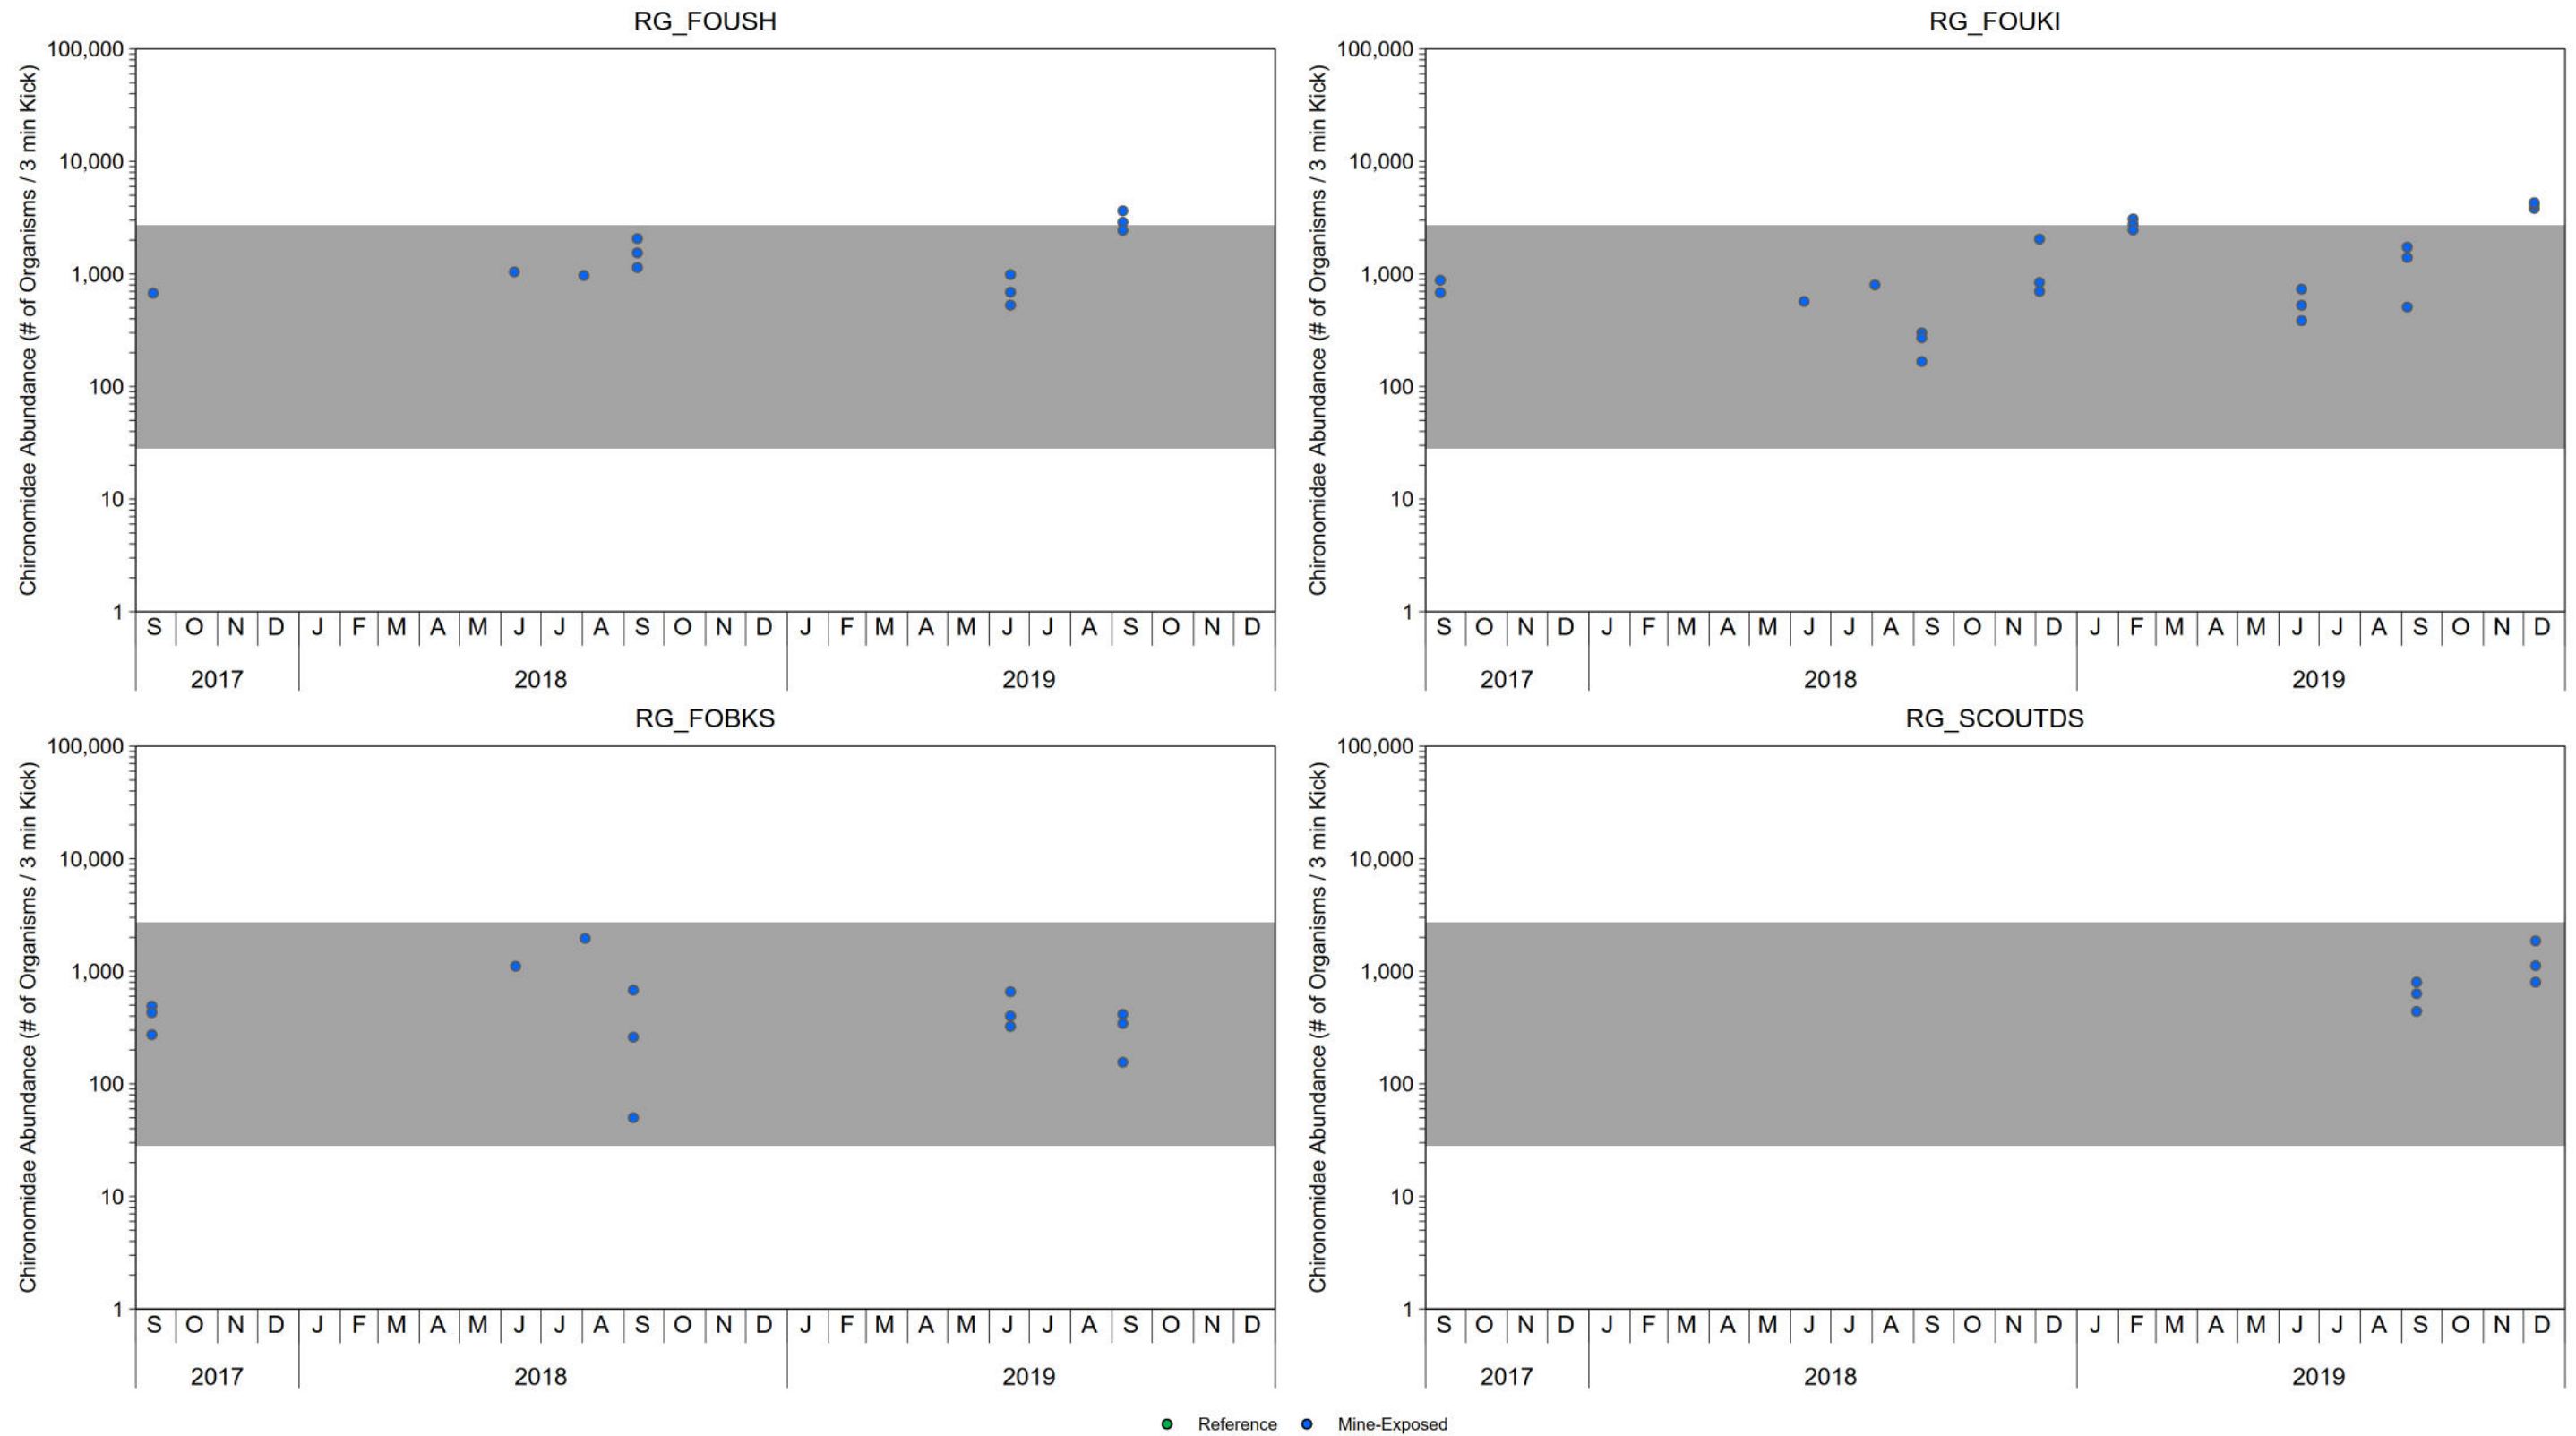 RG_FOUSH
Chironomidae Abundance (# of Organisms / 3 min Kick)
100,000
10,000
1,000
100
10
1
S O N D J F M A M J J A S O N D J F M A M J J A S O N D
2017 2018 2019
RG_FOUKI
Chironomidae Abundance (# of Organisms / 3 min Kick)
100,000
10,000
1,000
100
10
1
S O N D J F M A M J J A S O N D J F M A M J J A S O N D
2017 2018 2019
RG_FOBKS
Chironomidae Abundance (# of Organisms / 3 min Kick)
100,000
10,000
1,000
100
10
1
S O N D J F M A M J J A S O N D J F M A M J J A S O N D
2017 2018 2019
RG_SCOUTDS
Chironomidae Abundance (# of Organisms / 3 min Kick)
100,000
10,000
1,000
100
10
1
S O N D J F M A M J J A S O N D J F M A M J J A S O N D
2017 2018 2019
Reference Mine-Exposed